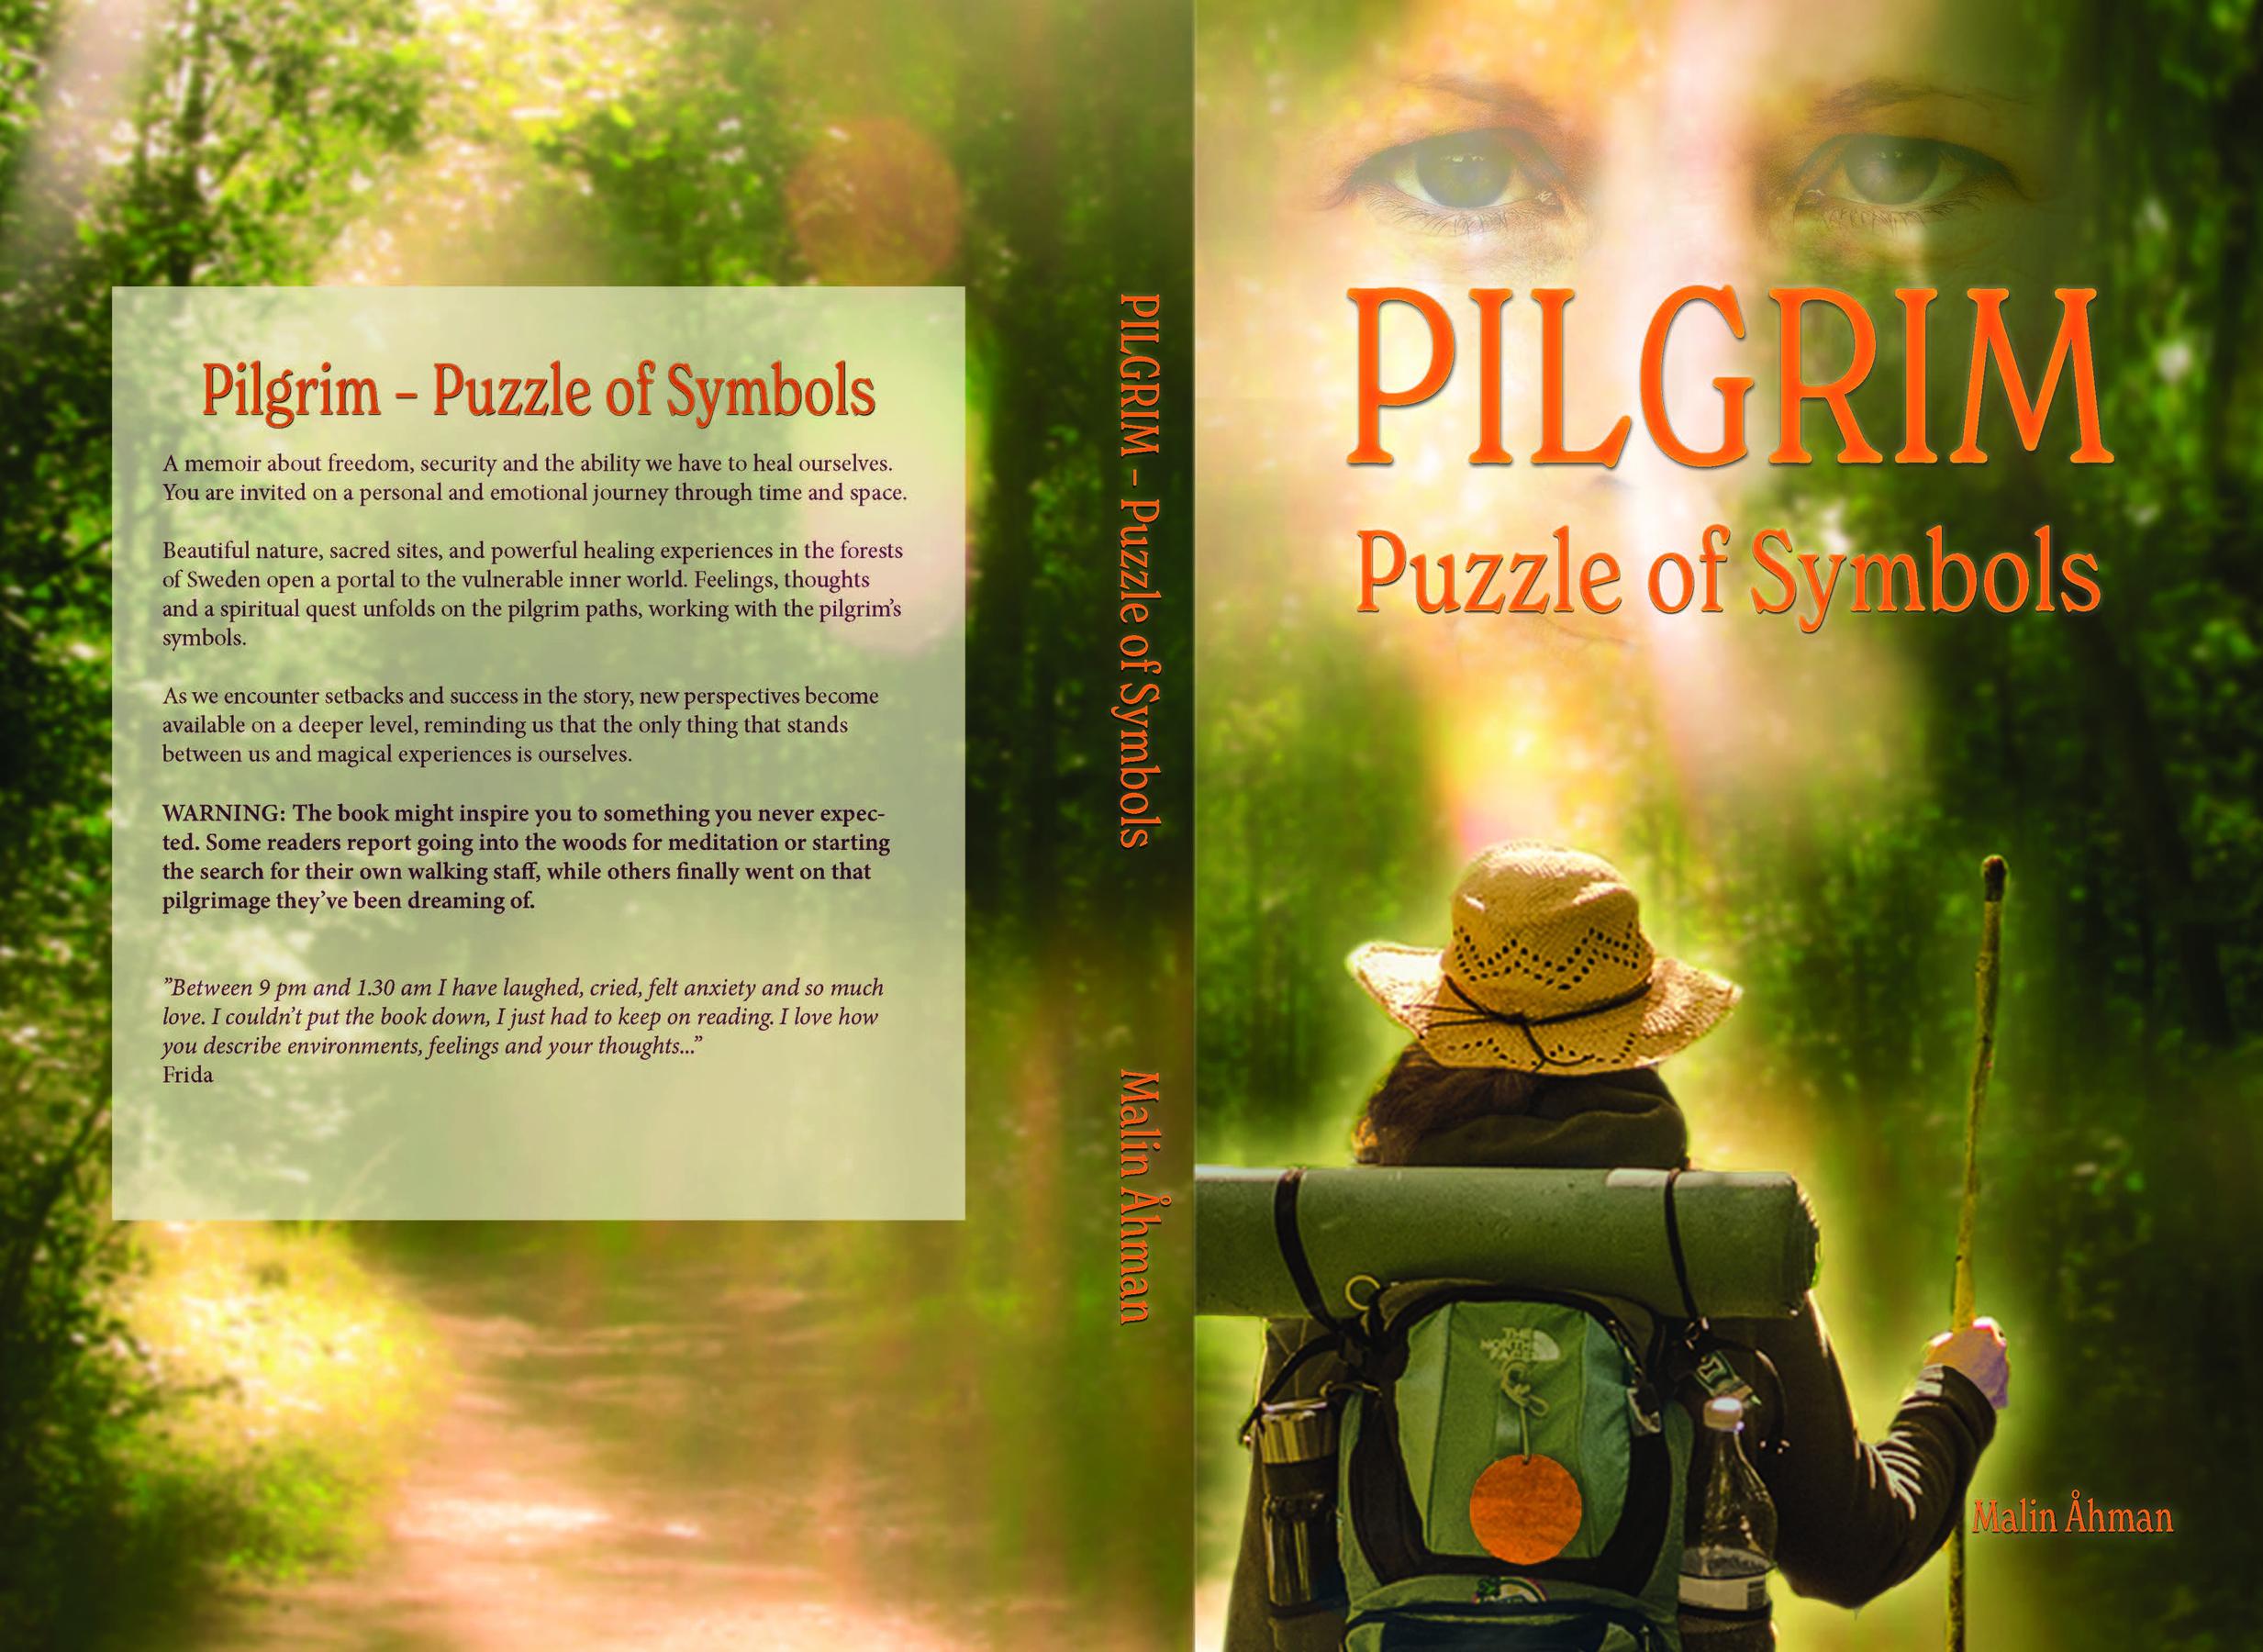 Pilgrim – Puzzle of Symbols
A memoir about freedom, security and the ability we have to heal ourselves.
You are invited on a personal and emotional journey through time and space.
Beautiful nature, sacred sites, and powerful healing experiences in the forests
of Sweden open a portal to the vulnerable inner world. Feelings, thoughts
and a spiritual quest unfolds on the pilgrim paths, working with the pilgrim’s
symbols.
As we encounter setbacks and success in the story, new perspectives become
available on a deeper level, reminding us that the only thing that stands
between us and magical experiences is ourselves.
WARNING: The book might inspire you to something you never expec-
ted. Some readers report going into the woods for meditation or starting
the search for their own walking staff, while others finally went on that
pilgrimage they’ve been dreaming of.
”Between 9 pm and 1.30 am I have laughed, cried, felt anxiety and so much
love. I couldn’t put the book down, I just had to keep on reading. I love how
you describe environments, feelings and your thoughts...”
Frida
PILGRIM – Puzzle of Symbols
Malin Åhman
PILGRIM
Puzzle of Symbols
THE
NORTH
FACE
Malin Åhman